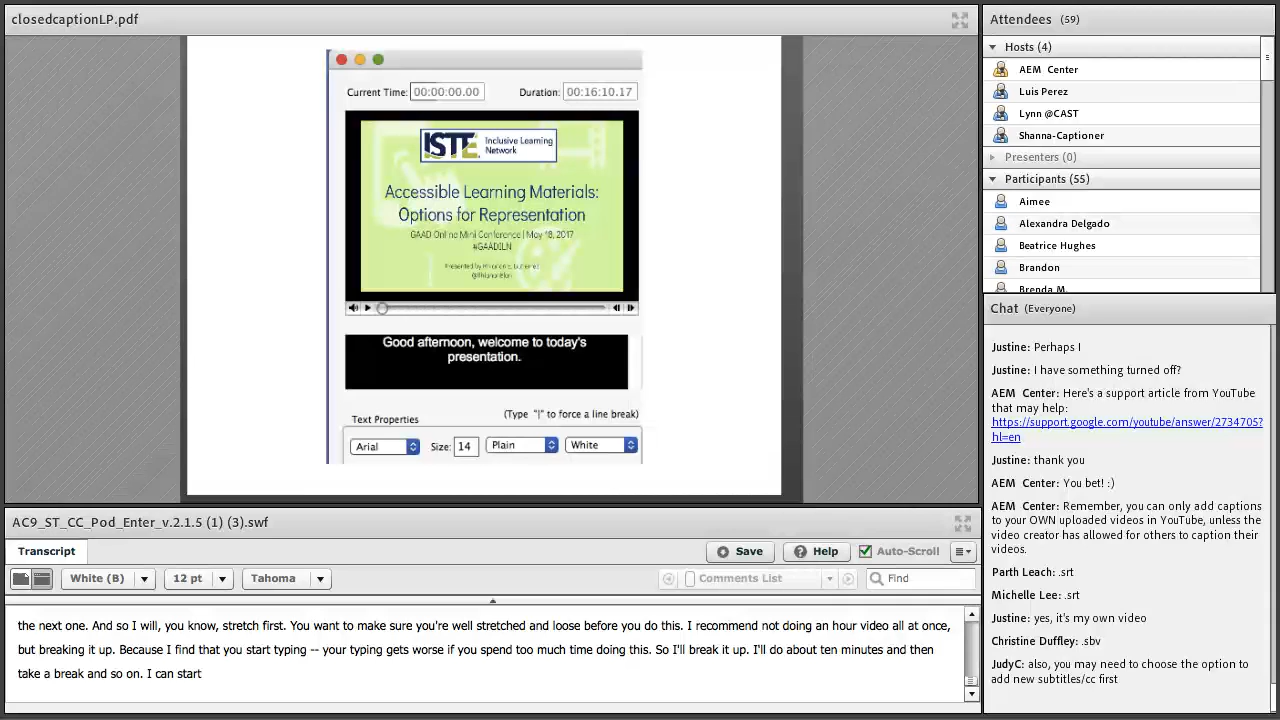 closedcaptionLP.pdf
Current Time: 00:00:00.00 Duration: 00:16:10.17
ISTE Inclusive Learning
Network
Accessible Learning Materials:
Options for Representation
GAAD Online Mini Conference | May 18, 2017
#GAADILN
Presented by
Good afternoon, welcome to today's
presentation.
(Type "|" to force a line break)
Text Properties
Arial Size: 14 Plain White
AC9_ST_CC_Pod_Enter_v.2.1.5 (1) (3).swf
Transcript Save Help Auto-Scroll
White (B) 12 pt Tahoma Comments List Find
the next one. And so I will, you know, stretch first. You want to make sure you're well stretched and loose before you do this. I recommend not doing an hour video all at once,
but breaking it up. Because I find that you start typing -- your typing gets worse if you spend too much time doing this. So I'll break it up. I'll do about ten minutes and then
take a break and so on. I can start
Attendees (59)
Hosts (4)
AEM Center
Luis Perez
Lynn @CAST
Shanna-Captioner
Presenters (0)
Participants (55)
Aimee
Alexandra Delgado
Beatrice Hughes
Brandon
Brenda M.
Chat (Everyone)
Justine: Perhaps I
Justine: I have something turned off?
AEM Center: Here's a support article from YouTube
that may help:
https://support.google.com/youtube/answer/2734705?
hl=en
Justine: thank you
AEM Center: You bet! :)
AEM Center: Remember, you can only add captions
to your OWN uploaded videos in YouTube, unless the
video creator has allowed for others to caption their
videos.
Parth Leach: .srt
Michelle Lee: .srt
Justine: yes, it's my own video
Christine Duffley: .sbv
JudyC: also, you may need to choose the option to
add new subtitles/cc first